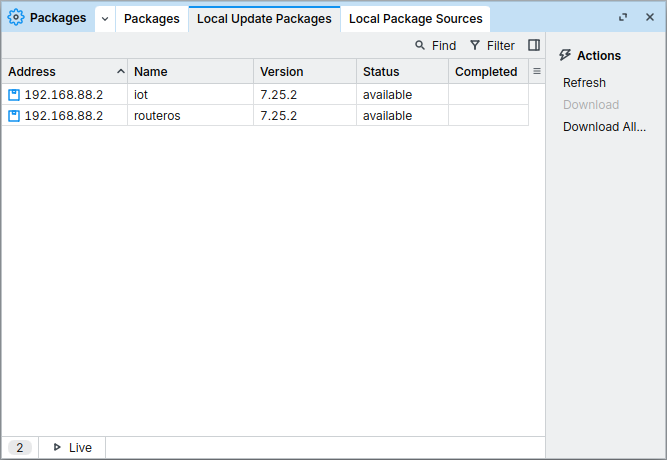 Packages Packages Local Update Packages Local Package Sources
Find Filter
Actions
Address Name Version Status Completed
Refresh
192.168.88.2 iot 7.25.2 available
Download
192.168.88.2 routeros 7.25.2 available
Download All...
2 Live